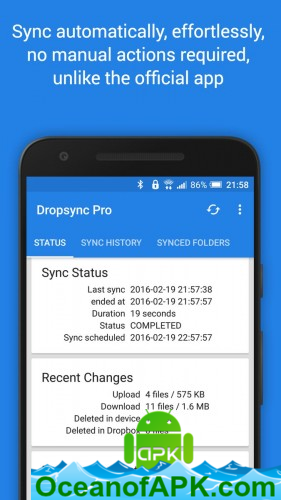 Sync automatically, effortlessly,
no manual actions required,
unlike the official app
86% 21:58
Dropsync Pro
STATUS SYNC HISTORY SYNCED FOLDERS
Sync Status
Last sync 2016-02-19 21:57:38
ended at 2016-02-19 21:57:57
Duration 19 seconds
Status COMPLETED
Sync scheduled 2016-02-19 22:57:57
Recent Changes
Upload 4 files / 575 KB
Download 11 files / 1.6 MB
Deleted in device
Deleted in Dropbox files
APK
OceanofAPK.com